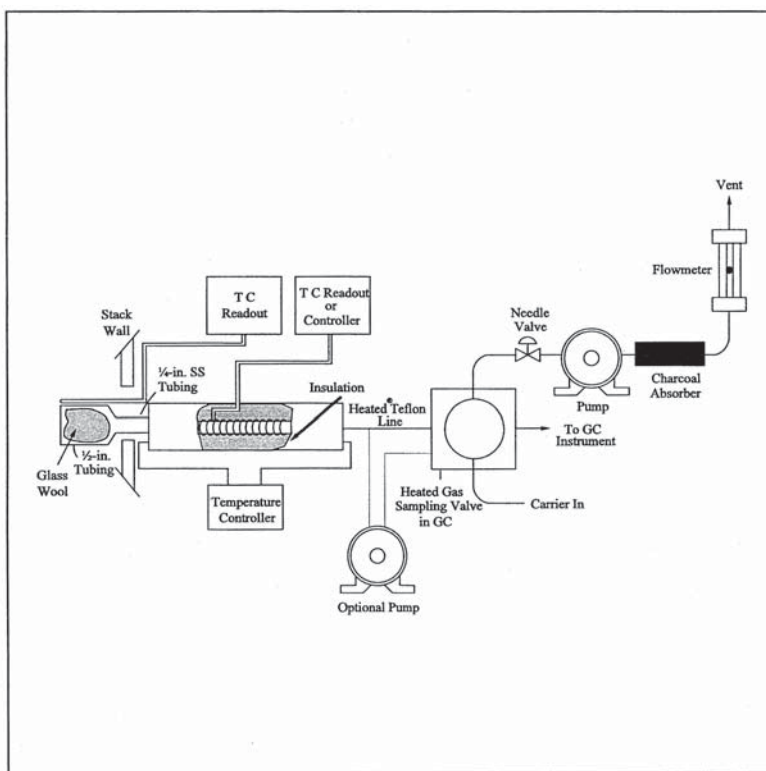 Vent
Flowmeter
Needle
Valve
T C
Readout
T C Readout
or
Controller
Stack
Wall
¼-in. SS
Tubing
Insulation
Heated Teflon®
Line
Pump
Charcoal
Absorber
To GC
Instrument
½-in.
Tubing
Glass
Wool
Temperature
Controller
Heated Gas
Sampling Valve
in GC
Carrier In
Optional Pump